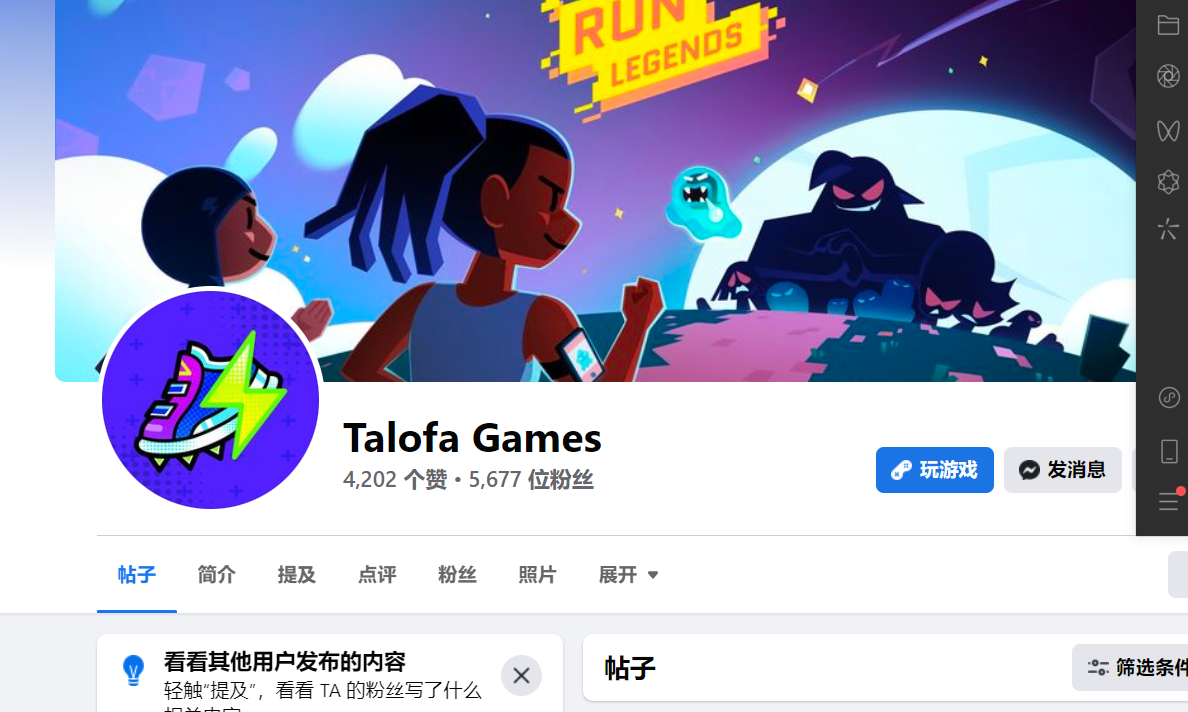 RUN
LEGENDS
Talofa Games
4,202 个赞 • 5,677 位粉丝
玩游戏
发消息
帖子
简介
提及
点评
粉丝
照片
展开
看看其他用户发布的内容
轻触“提及”，看看 TA 的粉丝写了什么
帖子
筛选条件